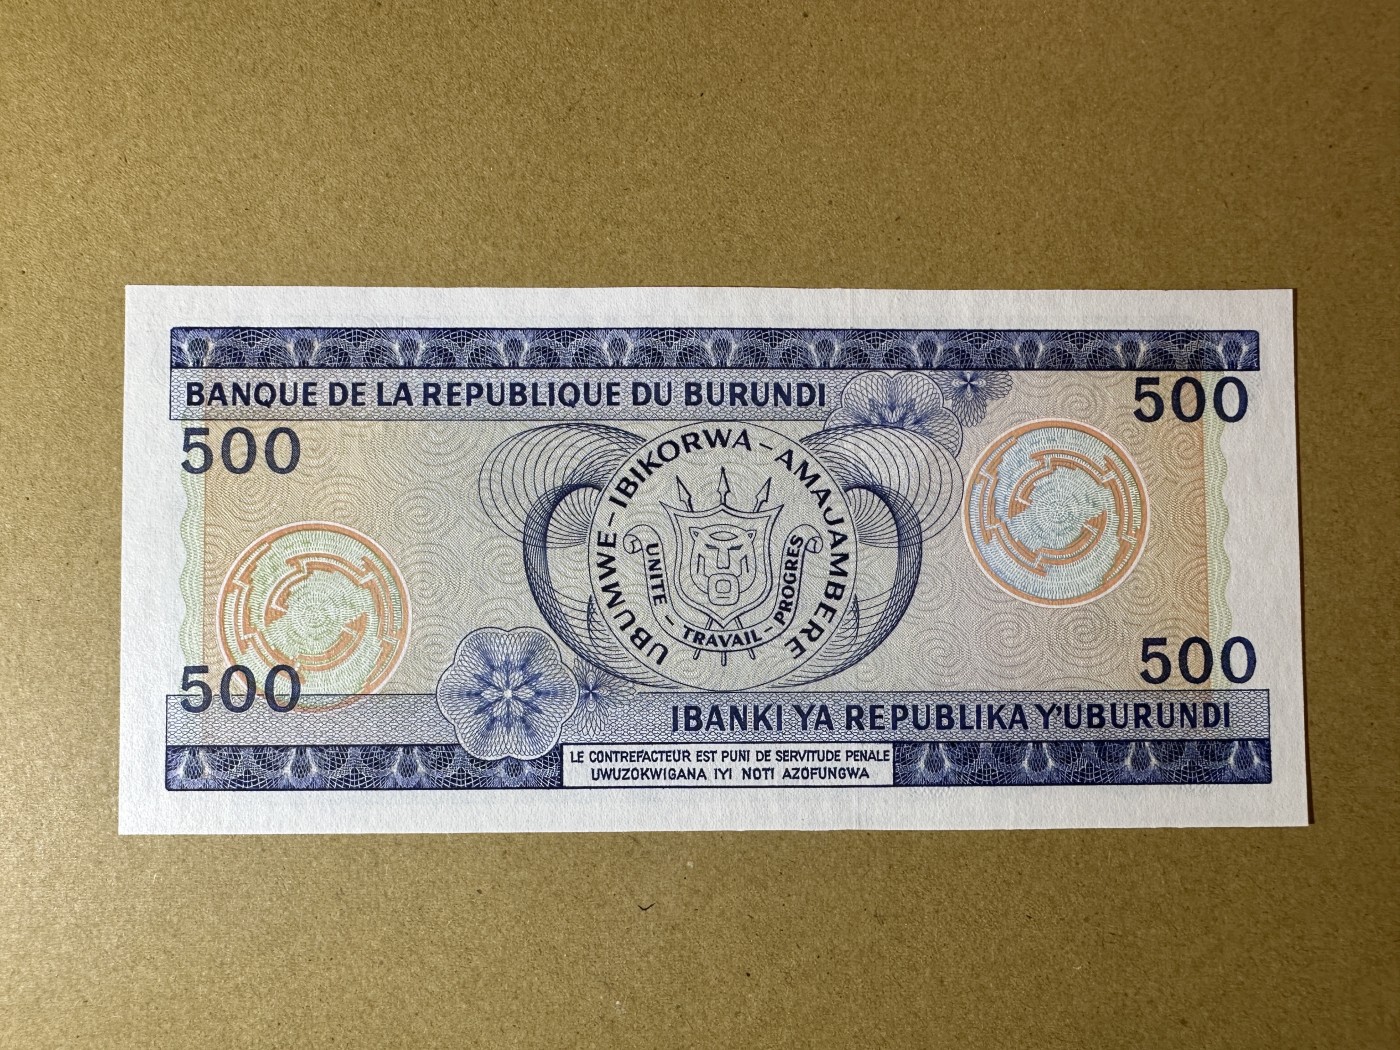 BANQUE DE LA REPUBLIQUE DU BURUNDI
500
500
UBUMWE-IBIKORWA-AMAJAMBERE
UNITE - TRAVAIL - PROGRES
500
500
IBANKI YA REPUBLIKA Y'UBURUNDI
LE CONTREFACTEUR EST PUNI DE SERVITUDE PENALE
UWUZOKWIGANA IYI NOTI AZOFUNGWA